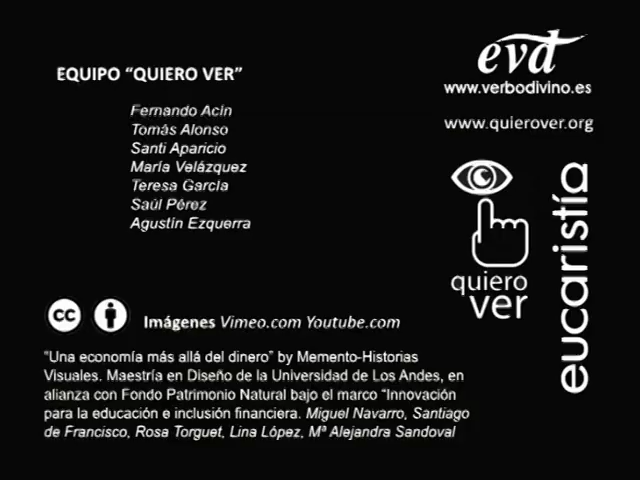 EQUIPO “QUIERO VER”
Fernando Acín
Tomás Alonso
Santi Aparicio
María Velázquez
Teresa García
Saúl Pérez
Agustín Ezquerra
evd
www.verbodivino.es
www.quierover.org
quiero
ver
eucaristía
cc
Imágenes Vimeo.com Youtube.com
“Una economía más allá del dinero” by Memento-Historias
Visuales. Maestría en Diseño de la Universidad de Los Andes, en
alianza con Fondo Patrimonio Natural bajo el marco “Innovación
para la educación e inclusión financiera. Miguel Navarro, Santiago
de Francisco, Rosa Torguet, Lina López, Mª Alejandra Sandoval